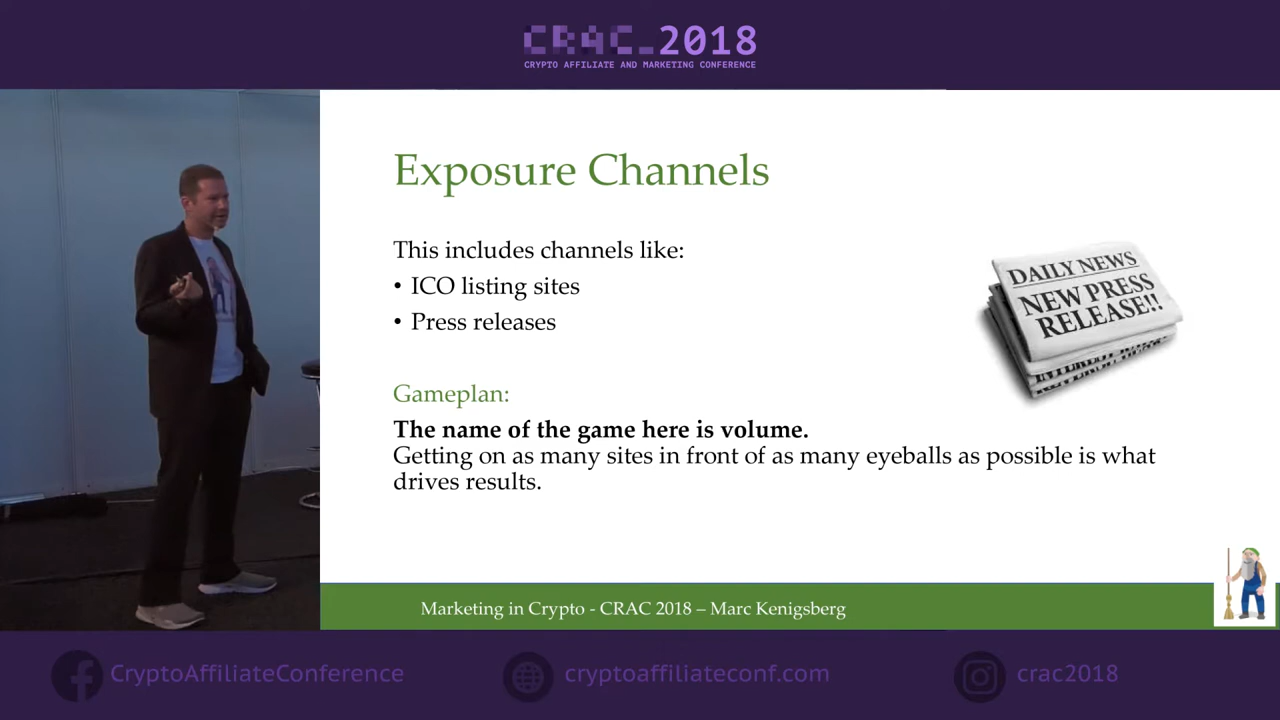 CRAC_2018
CRYPTO AFFILIATE AND MARKETING CONFERENCE
Exposure Channels
This includes channels like:
• ICO listing sites
• Press releases
DAILY NEWS
NEW PRESS
RELEASE!!
Gameplan:
The name of the game here is volume.
Getting on as many sites in front of as many eyeballs as possible is what
drives results.
Marketing in Crypto - CRAC 2018 – Marc Kenigsberg
CryptoAffiliateConference
cryptoaffiliateconf.com
crac2018